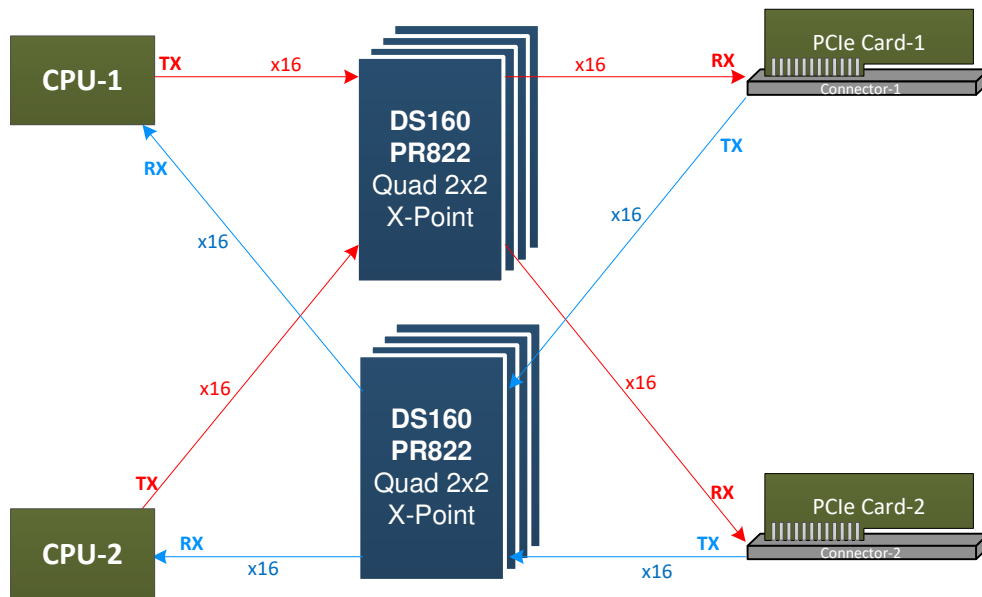 CPU-1
TX
x16
x16
RX
PCIe Card-1
Connector-1
DS160
PR822
Quad 2x2
X-Point
RX
TX
x16
x16
x16
x16
DS160
PR822
Quad 2x2
X-Point
TX
RX
CPU-2
RX
x16
TX
x16
PCIe Card-2
Connector-2